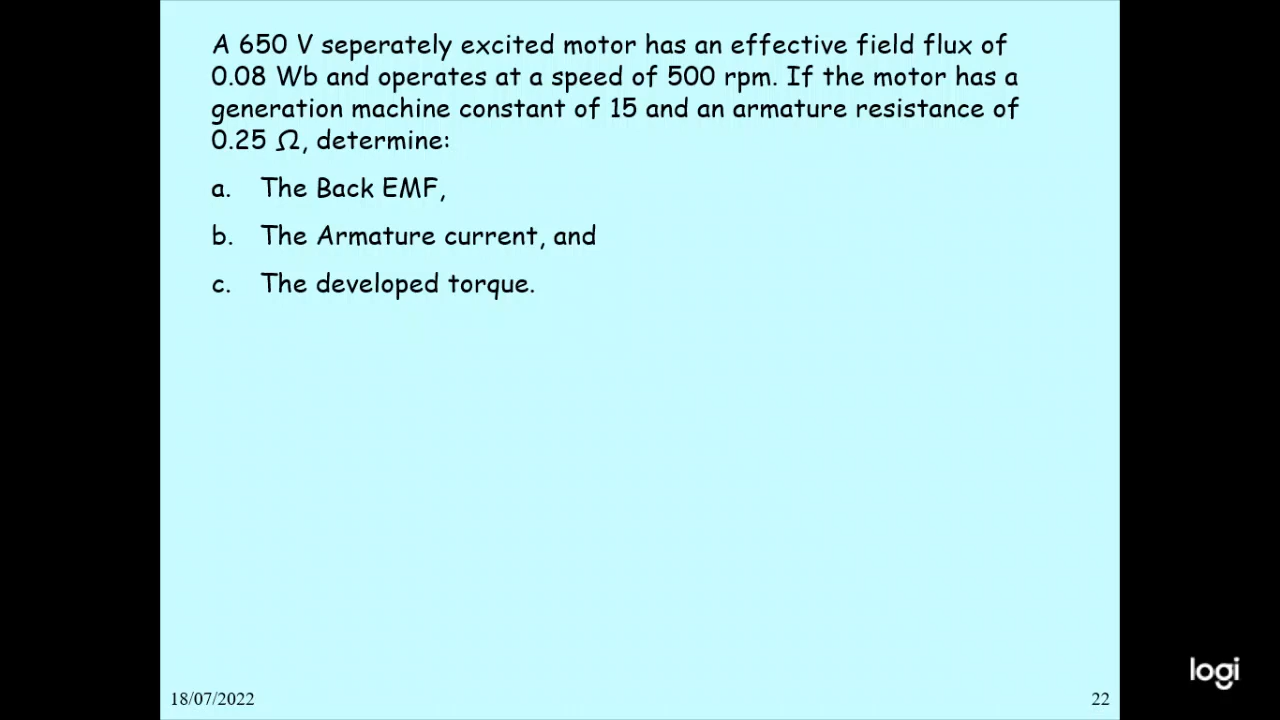 A 650 V seperately excited motor has an effective field flux of
0.08 Wb and operates at a speed of 500 rpm. If the motor has a
generation machine constant of 15 and an armature resistance of
0.25 Ω, determine:
a. The Back EMF,
b. The Armature current, and
c. The developed torque.
logi
18/07/2022
22